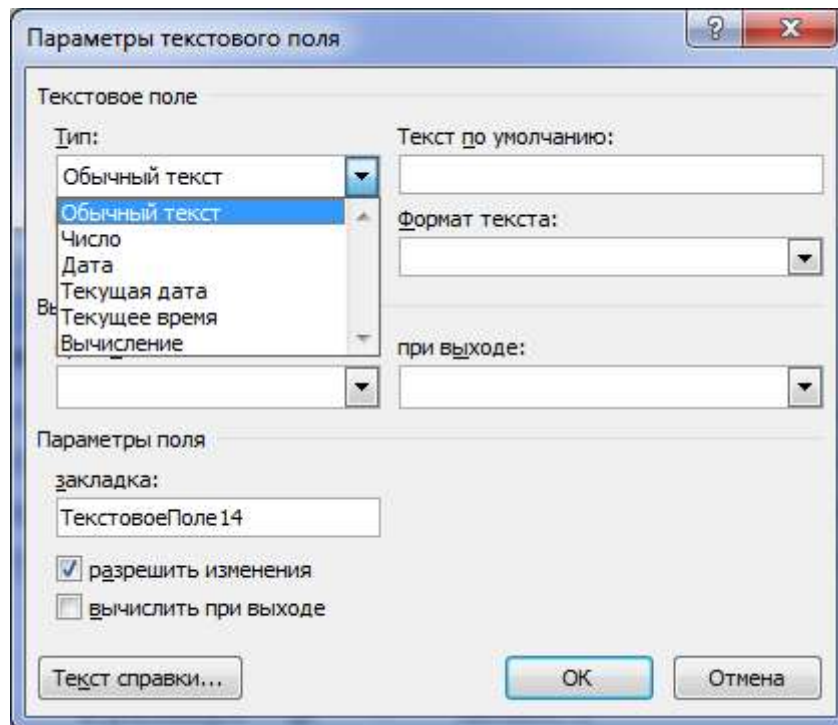 Параметры текстового поля
Текстовое поле
Тип:
Текст по умолчанию:
Обычный текст
Обычный текст
Формат текста:
Число
Дата
Текущая дата
Текущее время
Вычисление
при выходе:
Параметры поля
закладка:
ТекстовоеПоле14
разрешить изменения
вычислить при выходе
Текст справки...
ОК
Отмена